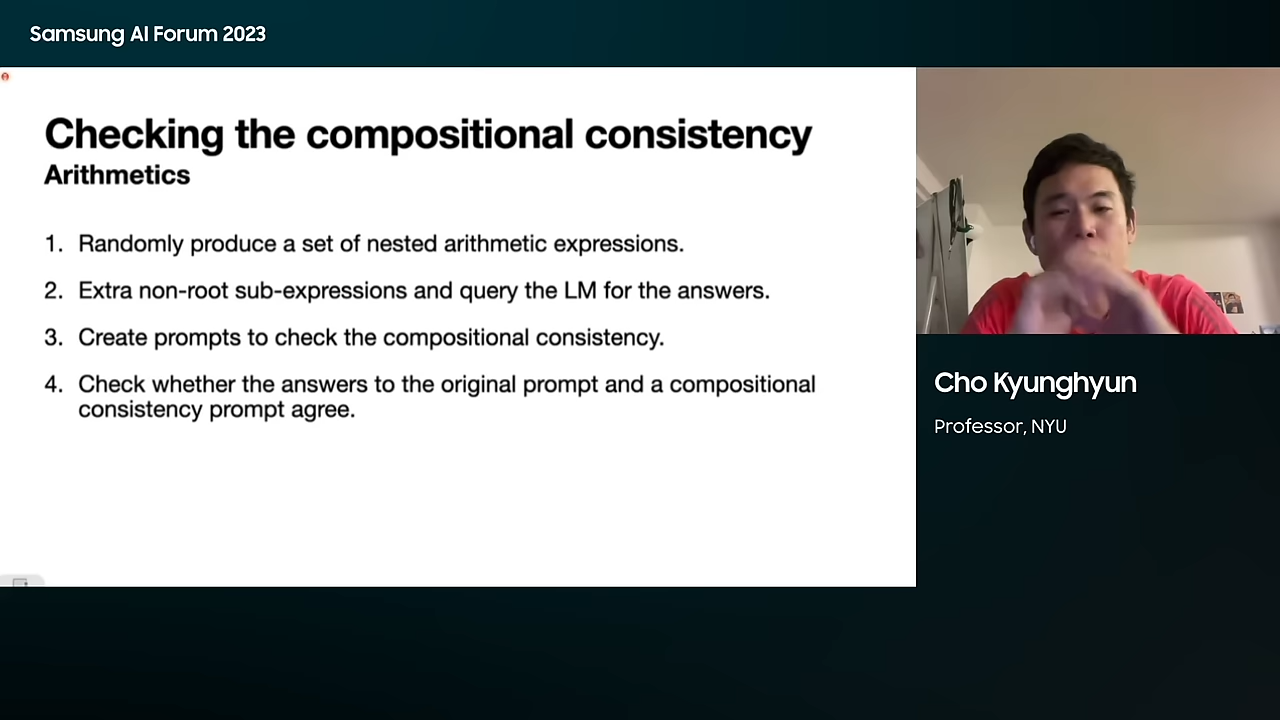 Samsung AI Forum 2023
Checking the compositional consistency
Arithmetics
1. Randomly produce a set of nested arithmetic expressions.
2. Extra non-root sub-expressions and query the LM for the answers.
3. Create prompts to check the compositional consistency.
4. Check whether the answers to the original prompt and a compositional
consistency prompt agree.
Cho Kyunghyun
Professor, NYU